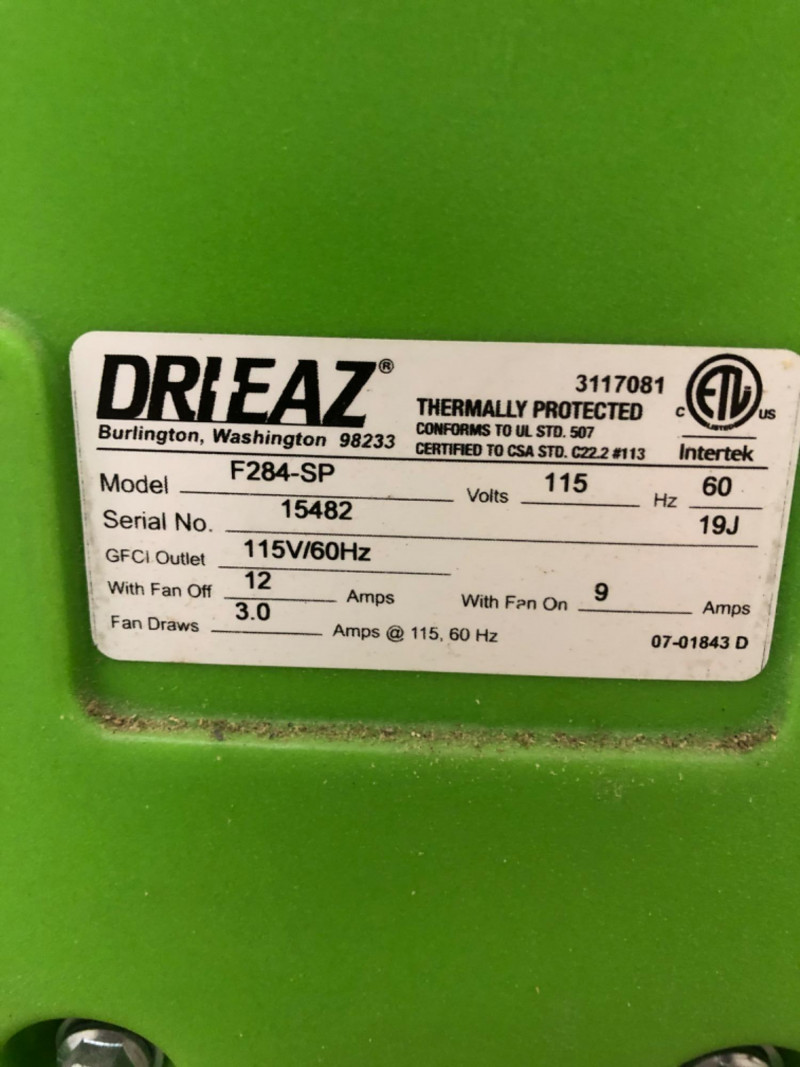 DRIEAZ®
Burlington, Washington 98233
3117081
THERMALLY PROTECTED
CONFORMS TO UL STD. 507
CERTIFIED TO CSA STD. C22.2 #113
C ETL US
LISTED
Intertek
Model F284-SP Volts 115 Hz 60
Serial No. 15482 19J
GFCI Outlet 115V/60Hz
With Fan Off 12 Amps With Fan On 9 Amps
Fan Draws 3.0 Amps @ 115, 60 Hz
07-01843 D